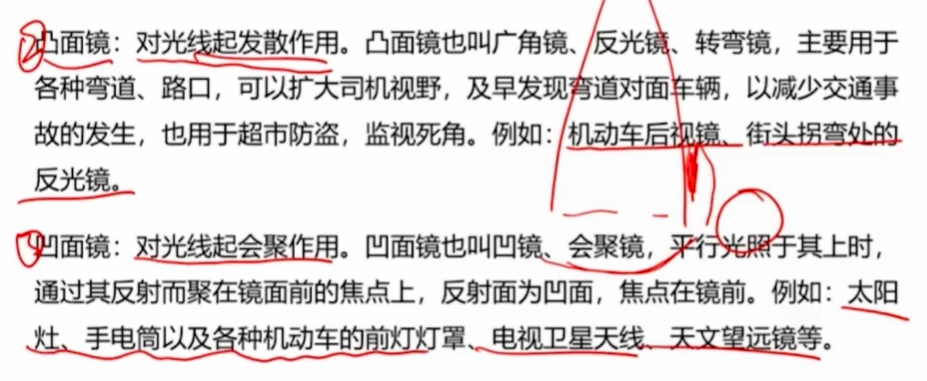 凸面镜：对光线起发散作用。凸面镜也叫广角镜、反光镜、转弯镜，主要用于
各种弯道、路口，可以扩大司机视野，及早发现弯道对面车辆，以减少交通事
故的发生，也用于超市防盗，监视死角。例如：机动车后视镜、街头拐弯处的
反光镜。
凹面镜：对光线起会聚作用。凹面镜也叫凹镜、会聚镜，平行光照于其上时，
通过其反射而聚在镜面前的焦点上，反射面为凹面，焦点在镜前。例如：太阳
灶、手电筒以及各种机动车的前灯灯罩、电视卫星天线、天文望远镜等。